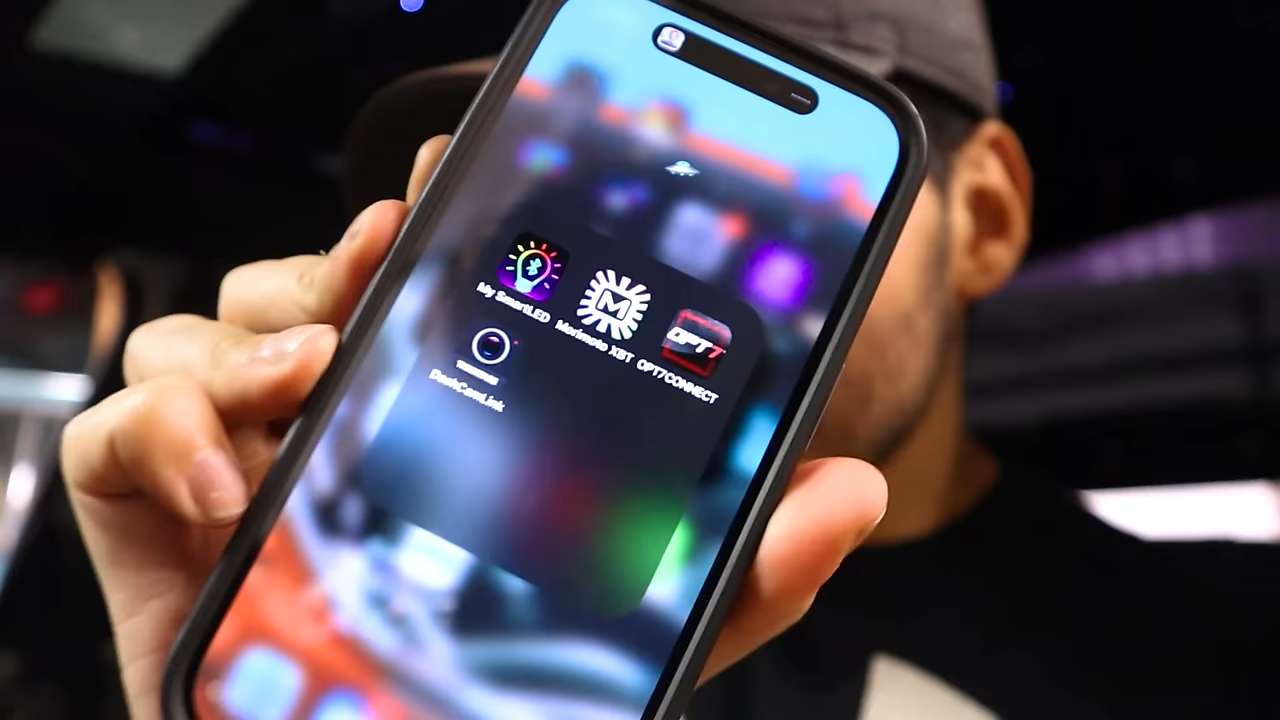 My SmartLED
M
Morimoto XBT
OPT7
OPT7CONNECT
DashCamLink